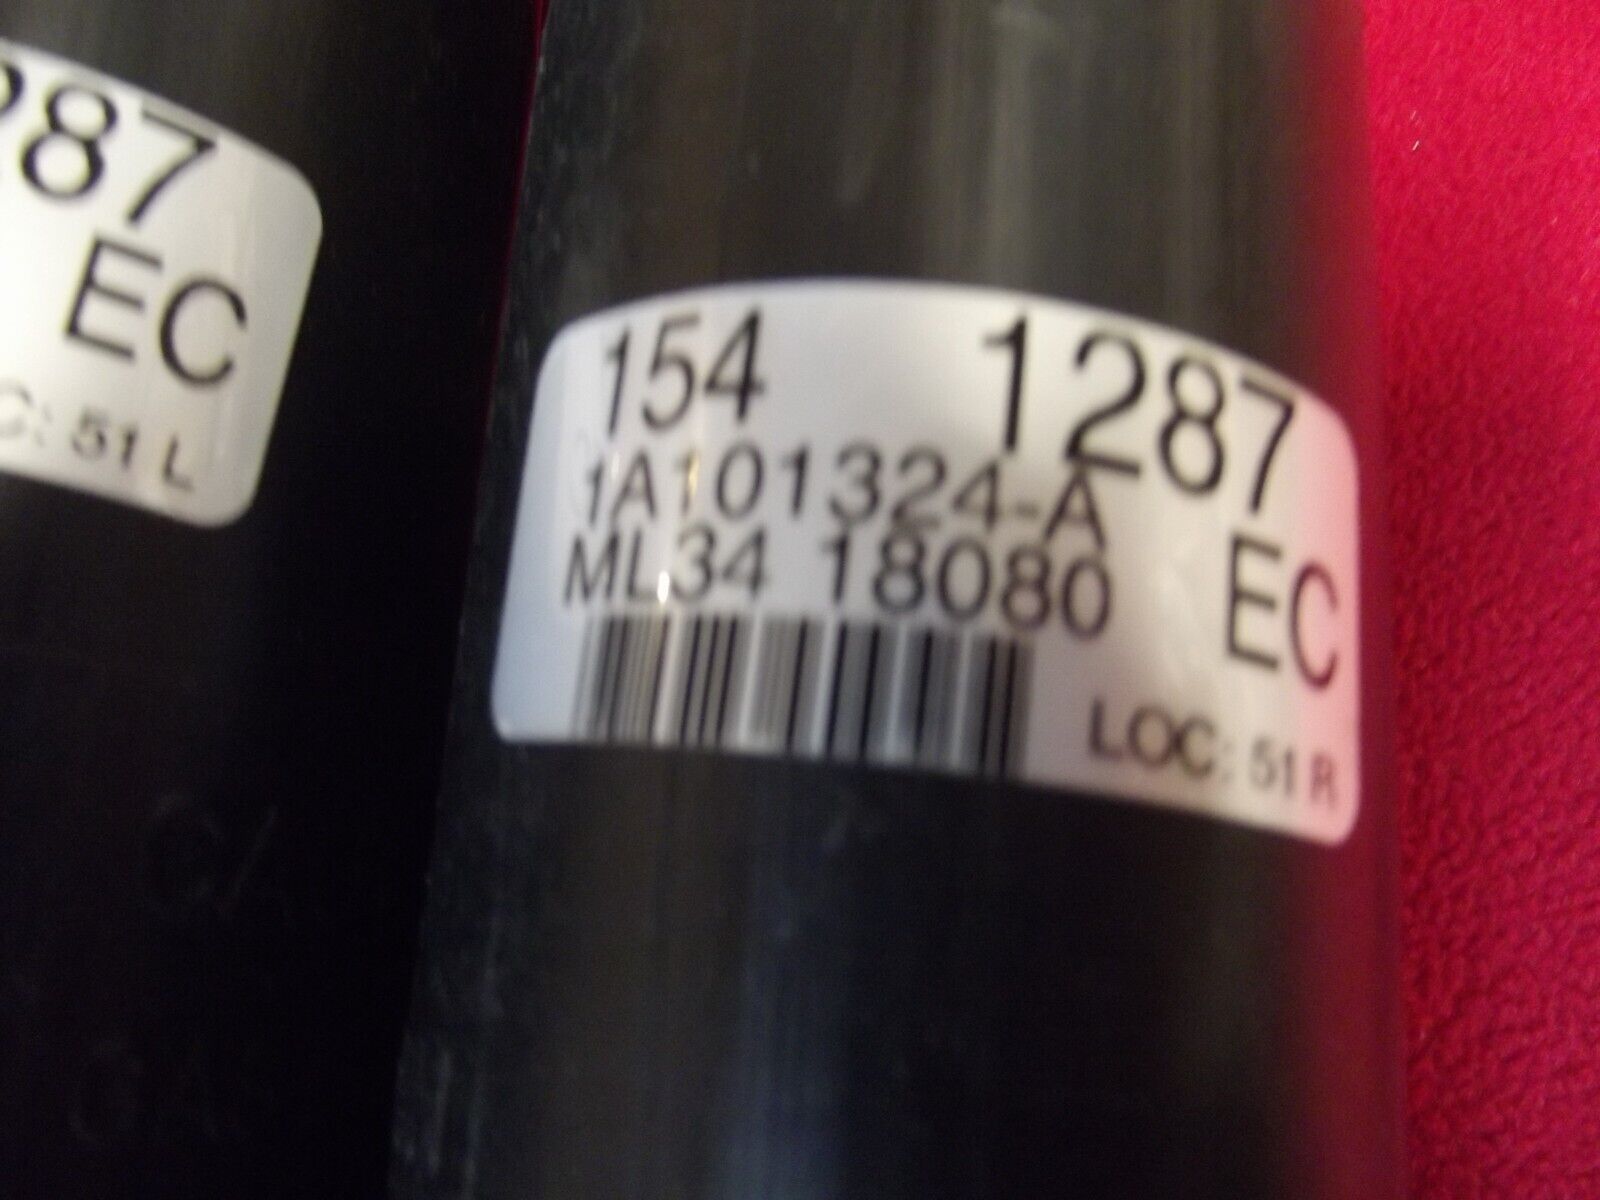 287
EC
C: 51 L
154 1287
1A101324-A
ML34 18080
EC
LOC: 51 R